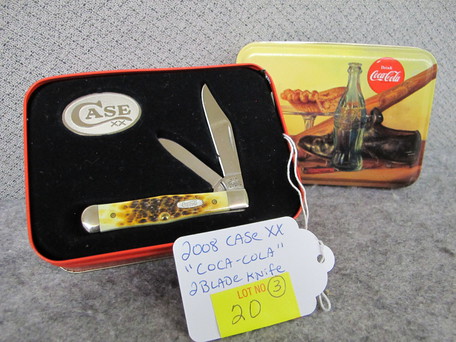 CASE
XX
Drink
Coca-Cola
2008 CASE XX
"COCA-COLA"
2 BLADE KNIFE
LOT NO 3
20